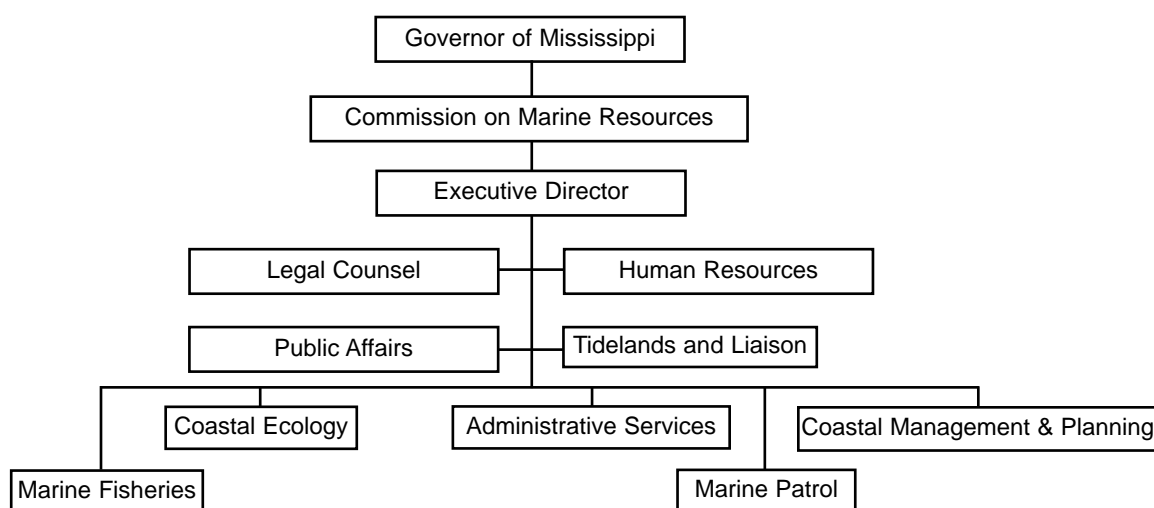 Governor of Mississippi
Commission on Marine Resources
Executive Director
Legal Counsel
Human Resources
Public Affairs
Tidelands and Liaison
Coastal Ecology
Administrative Services
Coastal Management & Planning
Marine Fisheries
Marine Patrol